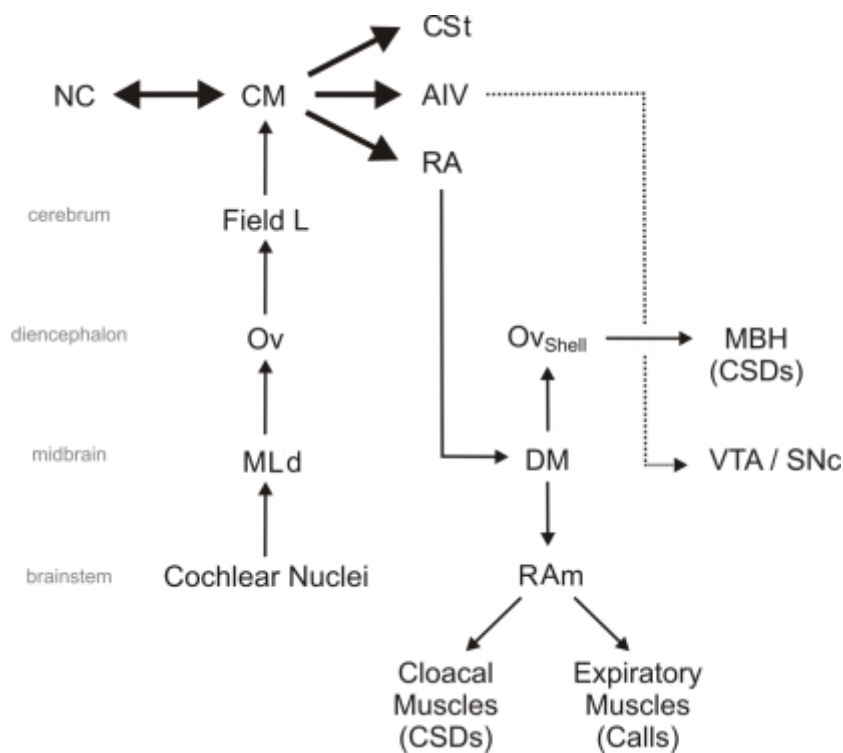 CSt
NC
CM
AIV
RA
cerebrum
Field L
diencephalon
Ov
OvShell
MBH
(CSDs)
midbrain
MLd
DM
VTA / SNc
brainstem
Cochlear Nuclei
RAm
Cloacal
Muscles
(CSDs)
Expiratory
Muscles
(Calls)